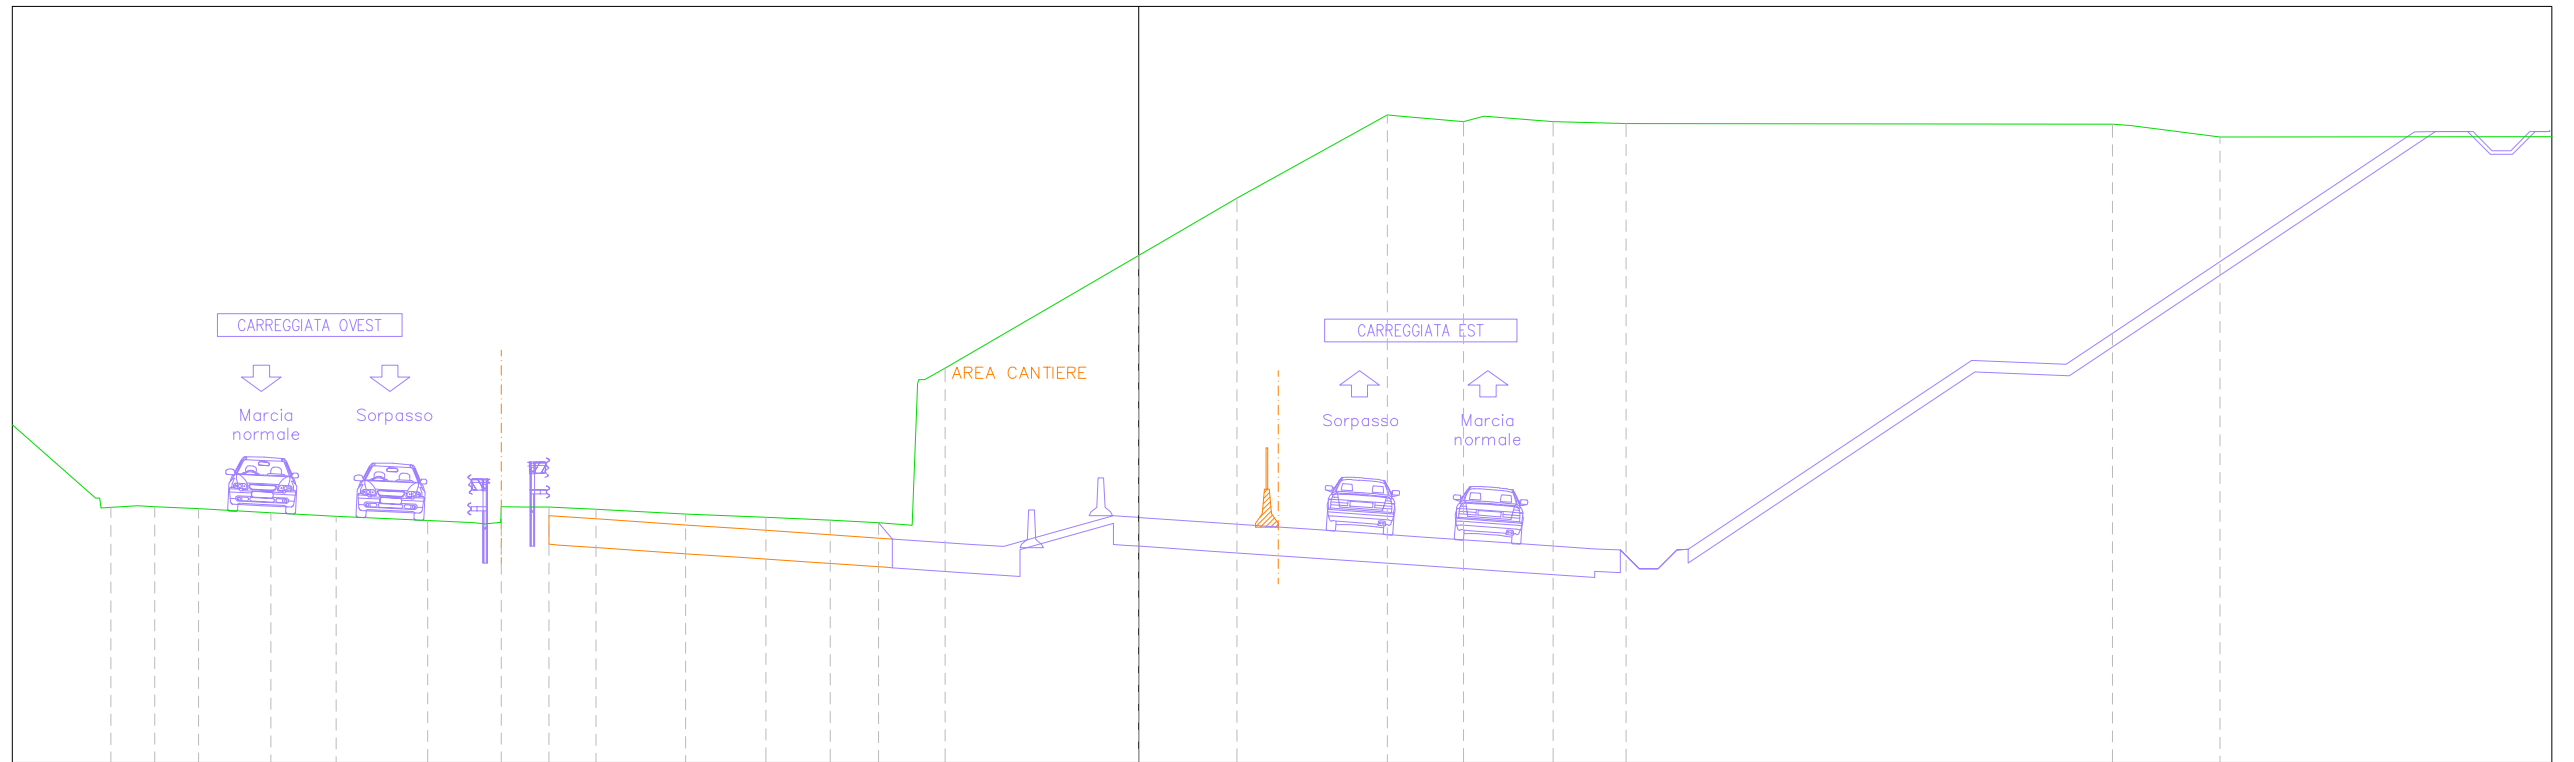 CARREGGIATA OVEST
Marcia
normale
Sorpasso
AREA CANTIERE
CARREGGIATA EST
Sorpasso
Marcia
normale